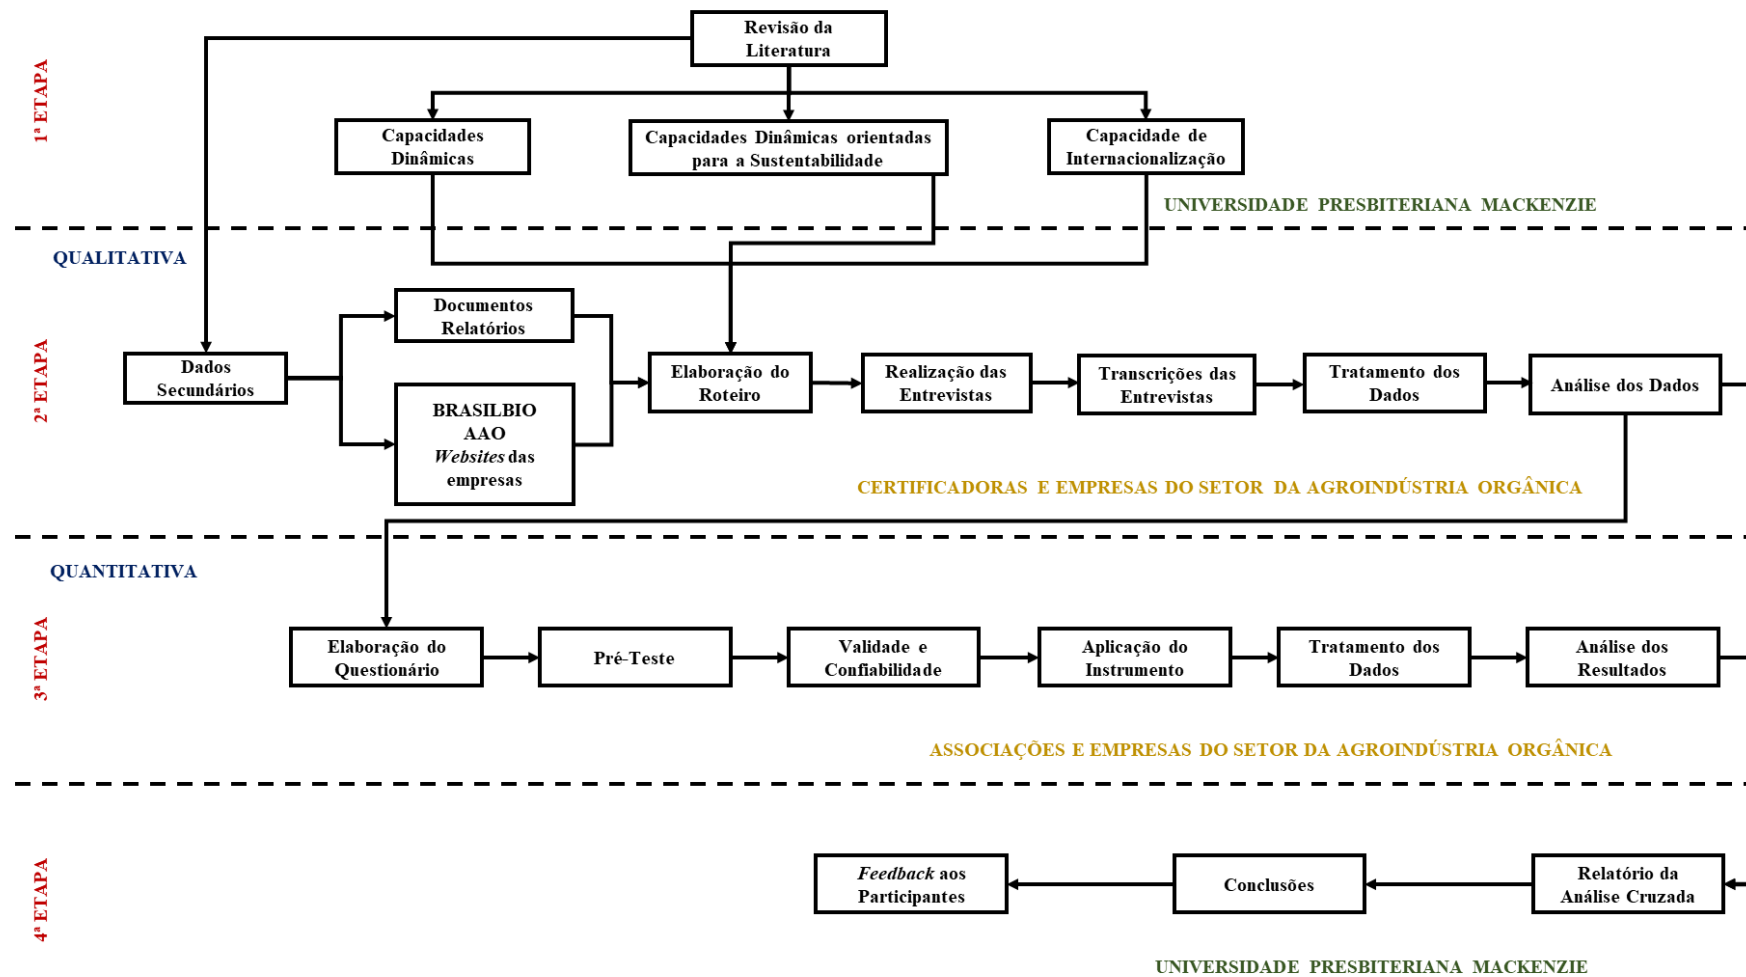 1ª ETAPA
Revisão da
Literatura
Capacidades
Dinâmicas
Capacidades Dinâmicas orientadas
para a Sustentabilidade
Capacidade de
Internacionalização
UNIVERSIDADE PRESBITERIANA MACKENZIE
QUALITATIVA
2ª ETAPA
Dados
Secundários
Documentos
Relatórios
BRASILBIO
AAO
Websites das
empresas
Elaboração do
Roteiro
Realização das
Entrevistas
Transcrições das
Entrevistas
Tratamento dos
Dados
Análise dos Dados
CERTIFICADORAS E EMPRESAS DO SETOR DA AGROINDÚSTRIA ORGÂNICA
QUANTITATIVA
3ª ETAPA
Elaboração do
Questionário
Pré-Teste
Validade e
Confiabilidade
Aplicação do
Instrumento
Tratamento dos
Dados
Análise dos
Resultados
ASSOCIAÇÕES E EMPRESAS DO SETOR DA AGROINDÚSTRIA ORGÂNICA
4ª ETAPA
Feedback aos
Participantes
Conclusões
Relatório da
Análise Cruzada
UNIVERSIDADE PRESBITERIANA MACKENZIE